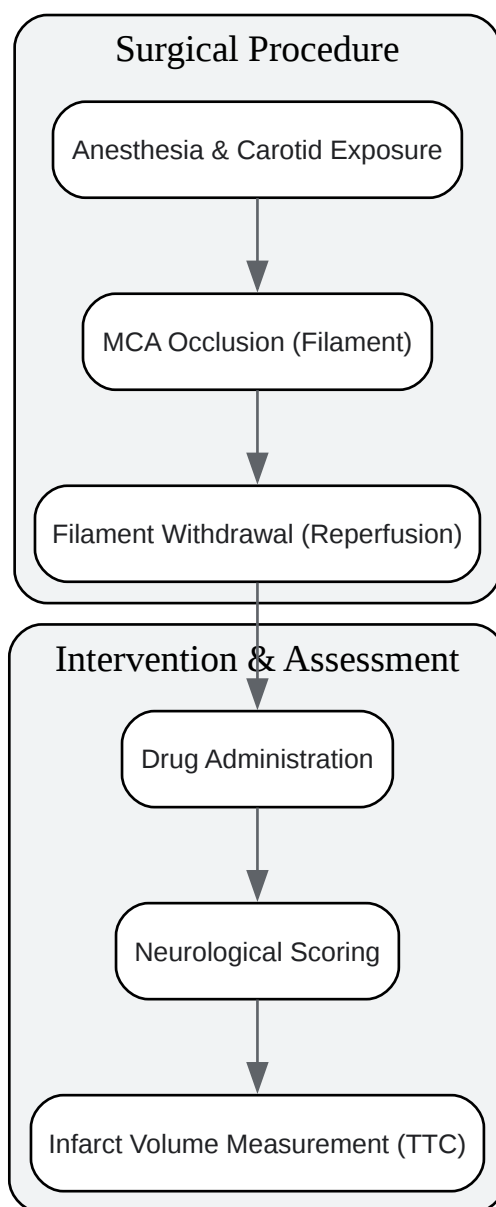 Surgical Procedure
Anesthesia & Carotid Exposure
MCA Occlusion (Filament)
Filament Withdrawal (Reperfusion)
Intervention & Assessment
Drug Administration
Neurological Scoring
Infarct Volume Measurement (TTC)